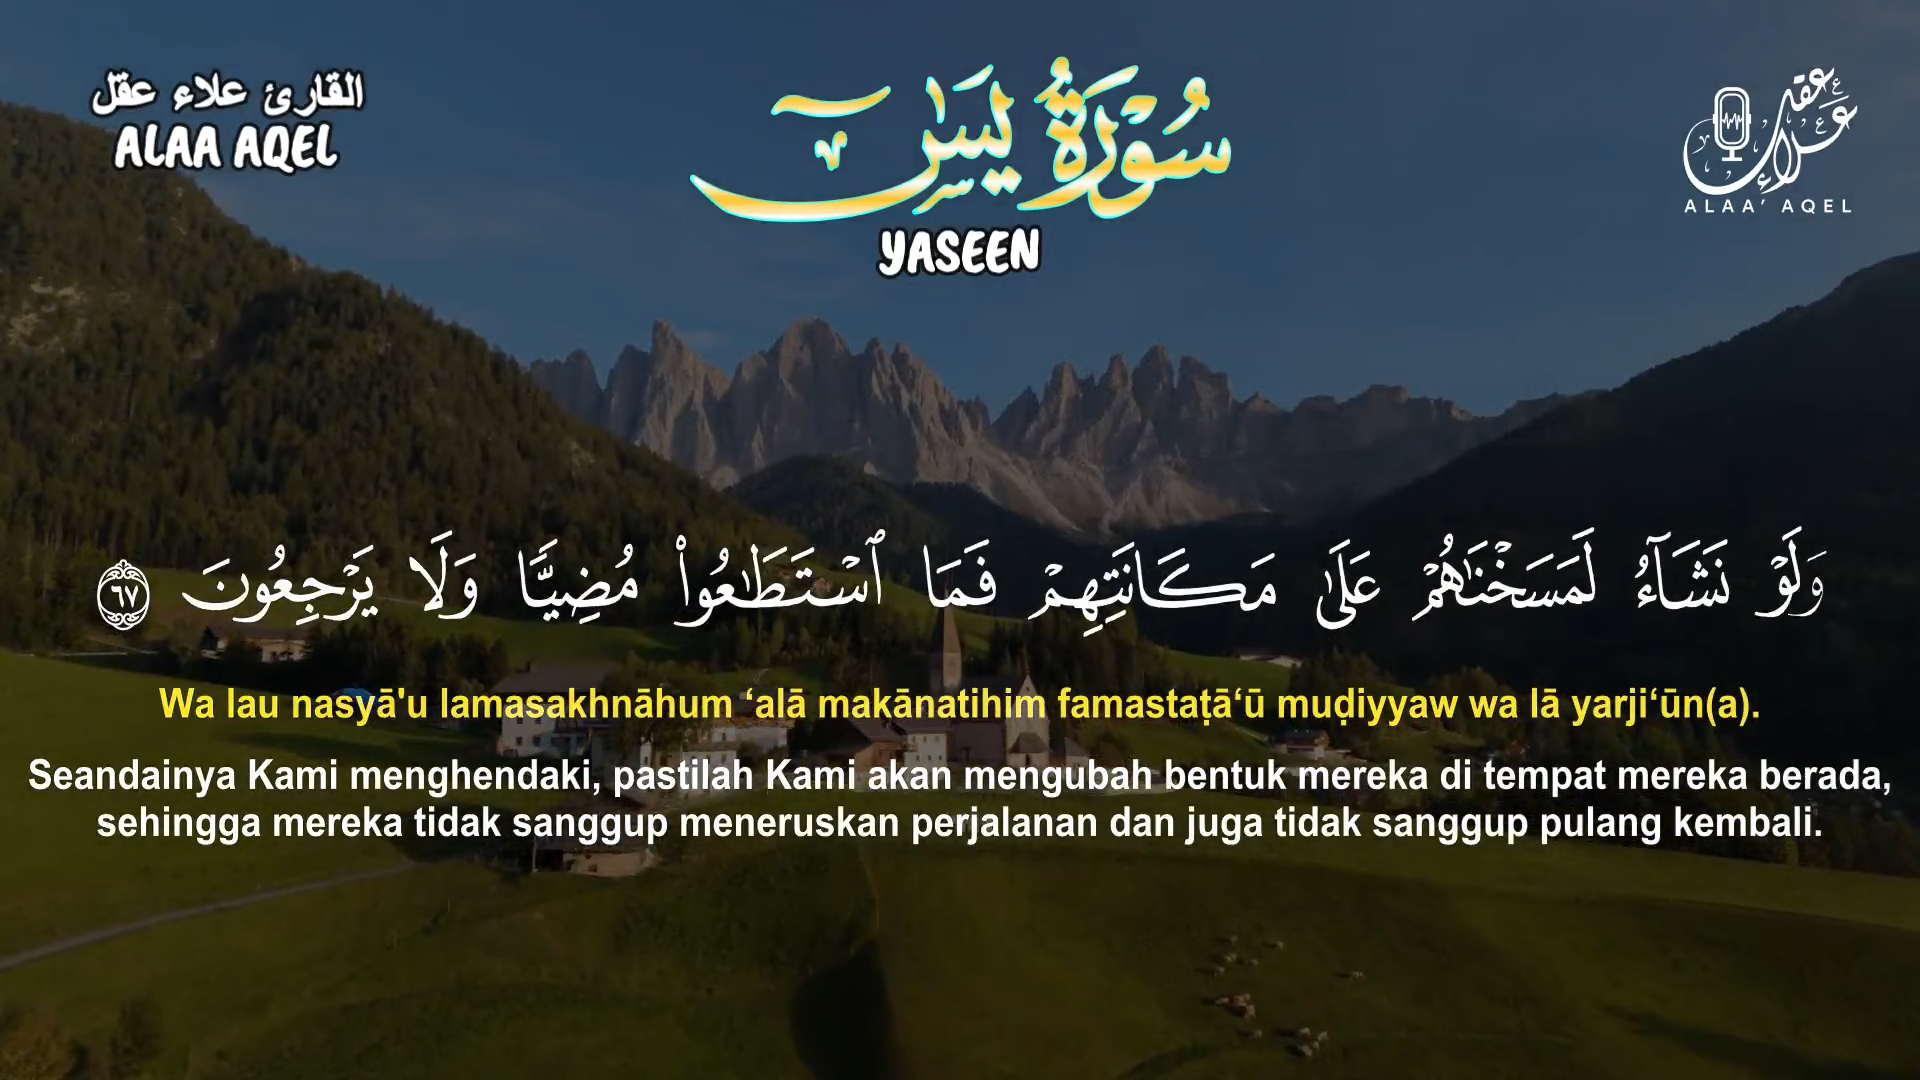 القارئ علاء عقل
ALAA AQEL
سُوْرَةُ يٰسٓ
YASEEN
علاء عقل
ALAA' AQEL
وَلَوْ نَشَآءُ لَمَسَخْنَٰهُمْ عَلَىٰ مَكَانَتِهِمْ فَمَا ٱسْتَطَٰعُوا۟ مُضِيًّا وَلَا يَرْجِعُونَ ٦٧
Wa lau nasyā'u lamasakhnāhum ‘alā makānatihim famastaṭā‘ū muḍiyyaw wa lā yarji‘ūn(a).
Seandainya Kami menghendaki, pastilah Kami akan mengubah bentuk mereka di tempat mereka berada,
sehingga mereka tidak sanggup meneruskan perjalanan dan juga tidak sanggup pulang kembali.